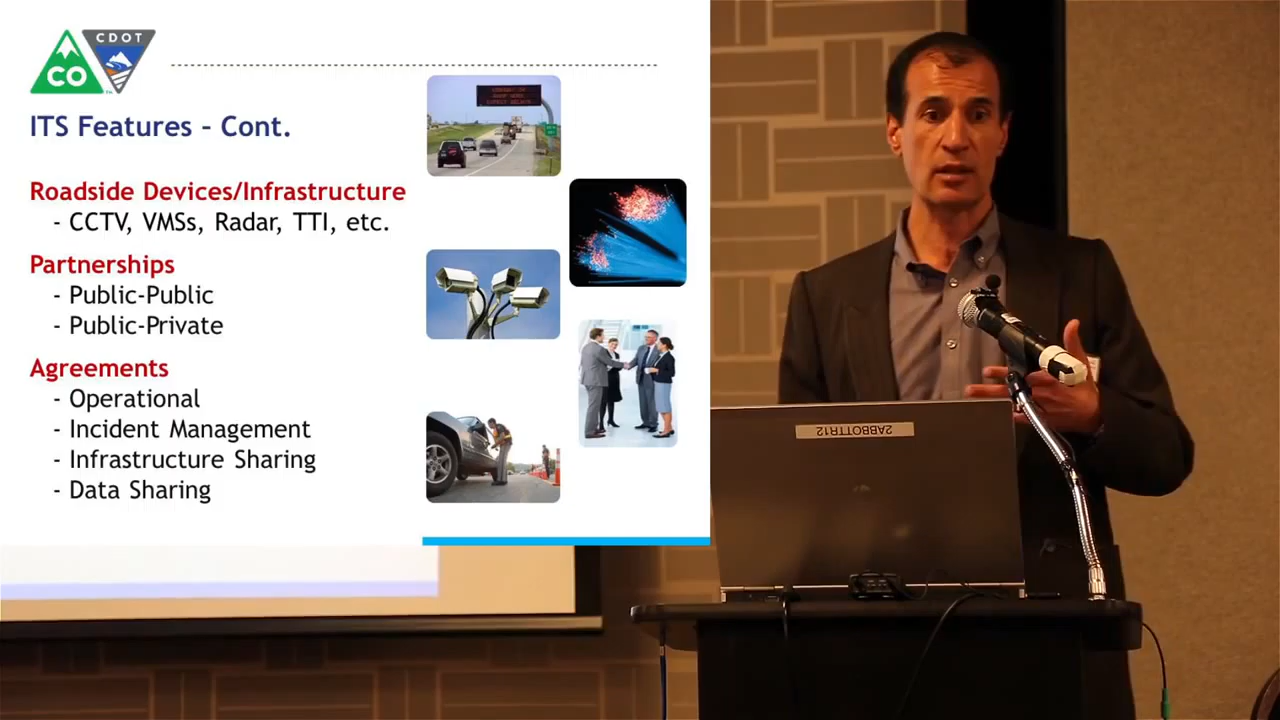 CDOT
CO
ITS Features – Cont.
Roadside Devices/Infrastructure
- CCTV, VMSs, Radar, TTI, etc.
Partnerships
- Public-Public
- Public-Private
Agreements
- Operational
- Incident Management
- Infrastructure Sharing
- Data Sharing
2ABBOTTR12